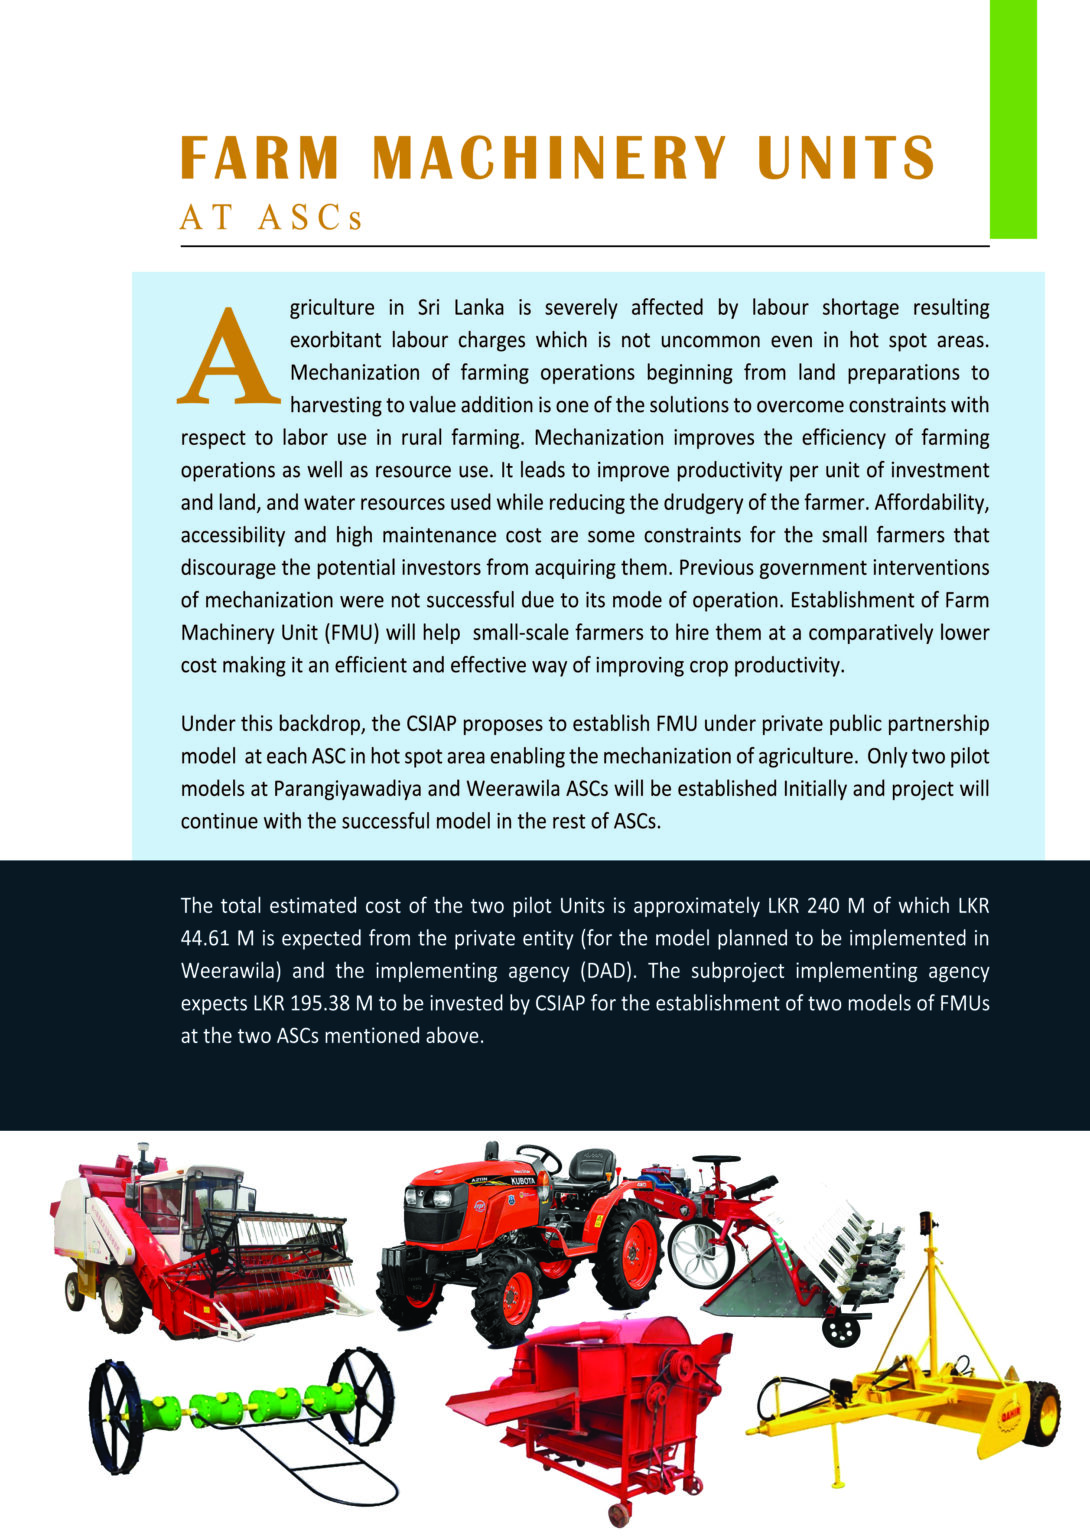 FARM MACHINERY UNITS
AT ASCs
Agriculture in Sri Lanka is severely affected by labour shortage resulting
exorbitant labour charges which is not uncommon even in hot spot areas.
Mechanization of farming operations beginning from land preparations to
harvesting to value addition is one of the solutions to overcome constraints with
respect to labor use in rural farming. Mechanization improves the efficiency of farming
operations as well as resource use. It leads to improve productivity per unit of investment
and land, and water resources used while reducing the drudgery of the farmer. Affordability,
accessibility and high maintenance cost are some constraints for the small farmers that
discourage the potential investors from acquiring them. Previous government interventions
of mechanization were not successful due to its mode of operation. Establishment of Farm
Machinery Unit (FMU) will help small-scale farmers to hire them at a comparatively lower
cost making it an efficient and effective way of improving crop productivity.
Under this backdrop, the CSIAP proposes to establish FMU under private public partnership
model at each ASC in hot spot area enabling the mechanization of agriculture. Only two pilot
models at Parangiyawadiya and Weerawila ASCs will be established Initially and project will
continue with the successful model in the rest of ASCs.
The total estimated cost of the two pilot Units is approximately LKR 240 M of which LKR
44.61 M is expected from the private entity (for the model planned to be implemented in
Weerawila) and the implementing agency (DAD). The subproject implementing agency
expects LKR 195.38 M to be invested by CSIAP for the establishment of two models of FMUs
at the two ASCs mentioned above.
KUBOTA